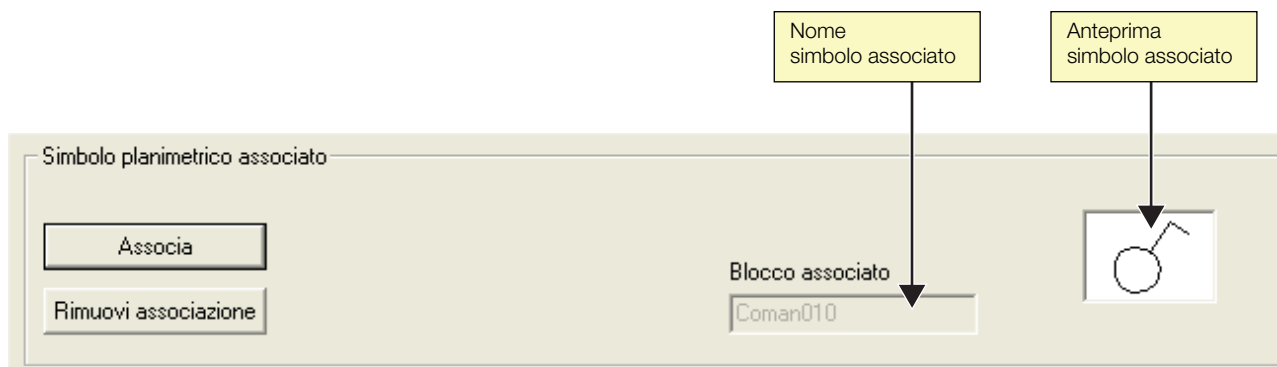 Nome
simbolo associato
Anteprima
simbolo associato
Simbolo planimetrico associato
Associa
Rimuovi associazione
Blocco associato
Coman010